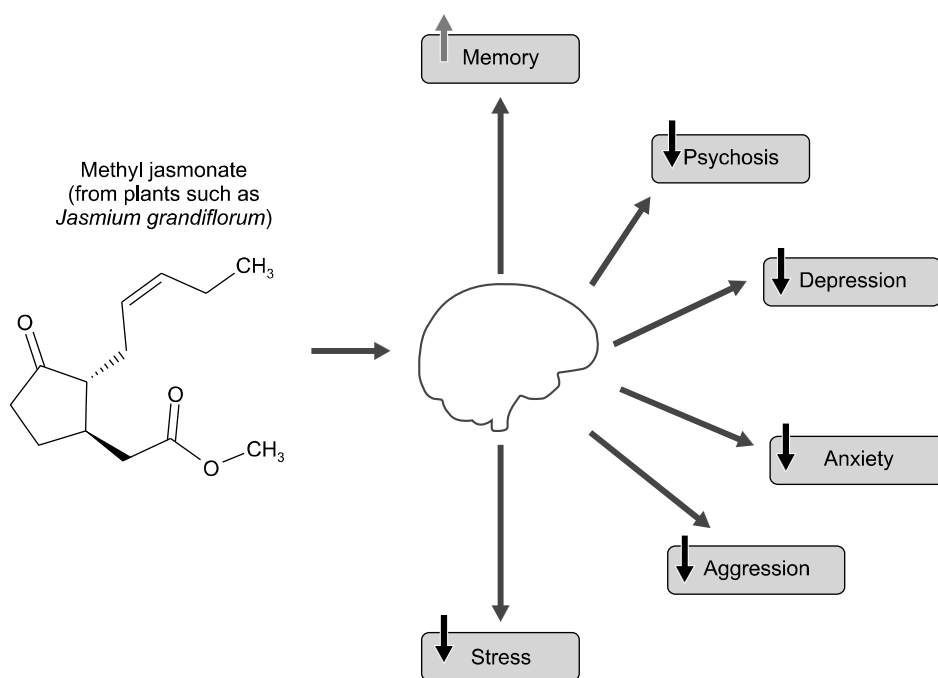 Memory
Psychosis
Methyl jasmonate
(from plants such as
Jasmium grandiflorum)
CH3
Depression
O
O
Anxiety
CH3
O
Aggression
Stress